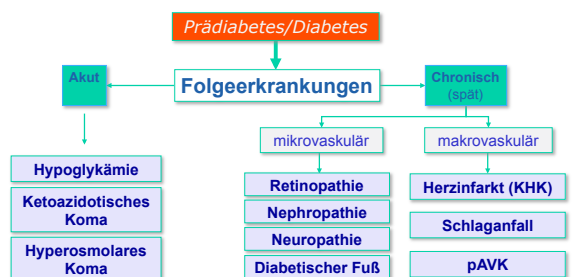 Prädiabetes/Diabetes
Akut
Folgeerkrankungen
Chronisch
(spät)
mikrovaskulär
makrovaskulär
Hypoglykämie
Ketoazidotisches
Koma
Hyperosmolares
Koma
Retinopathie
Nephropathie
Neuropathie
Diabetischer Fuß
Herzinfarkt (KHK)
Schlaganfall
pAVK